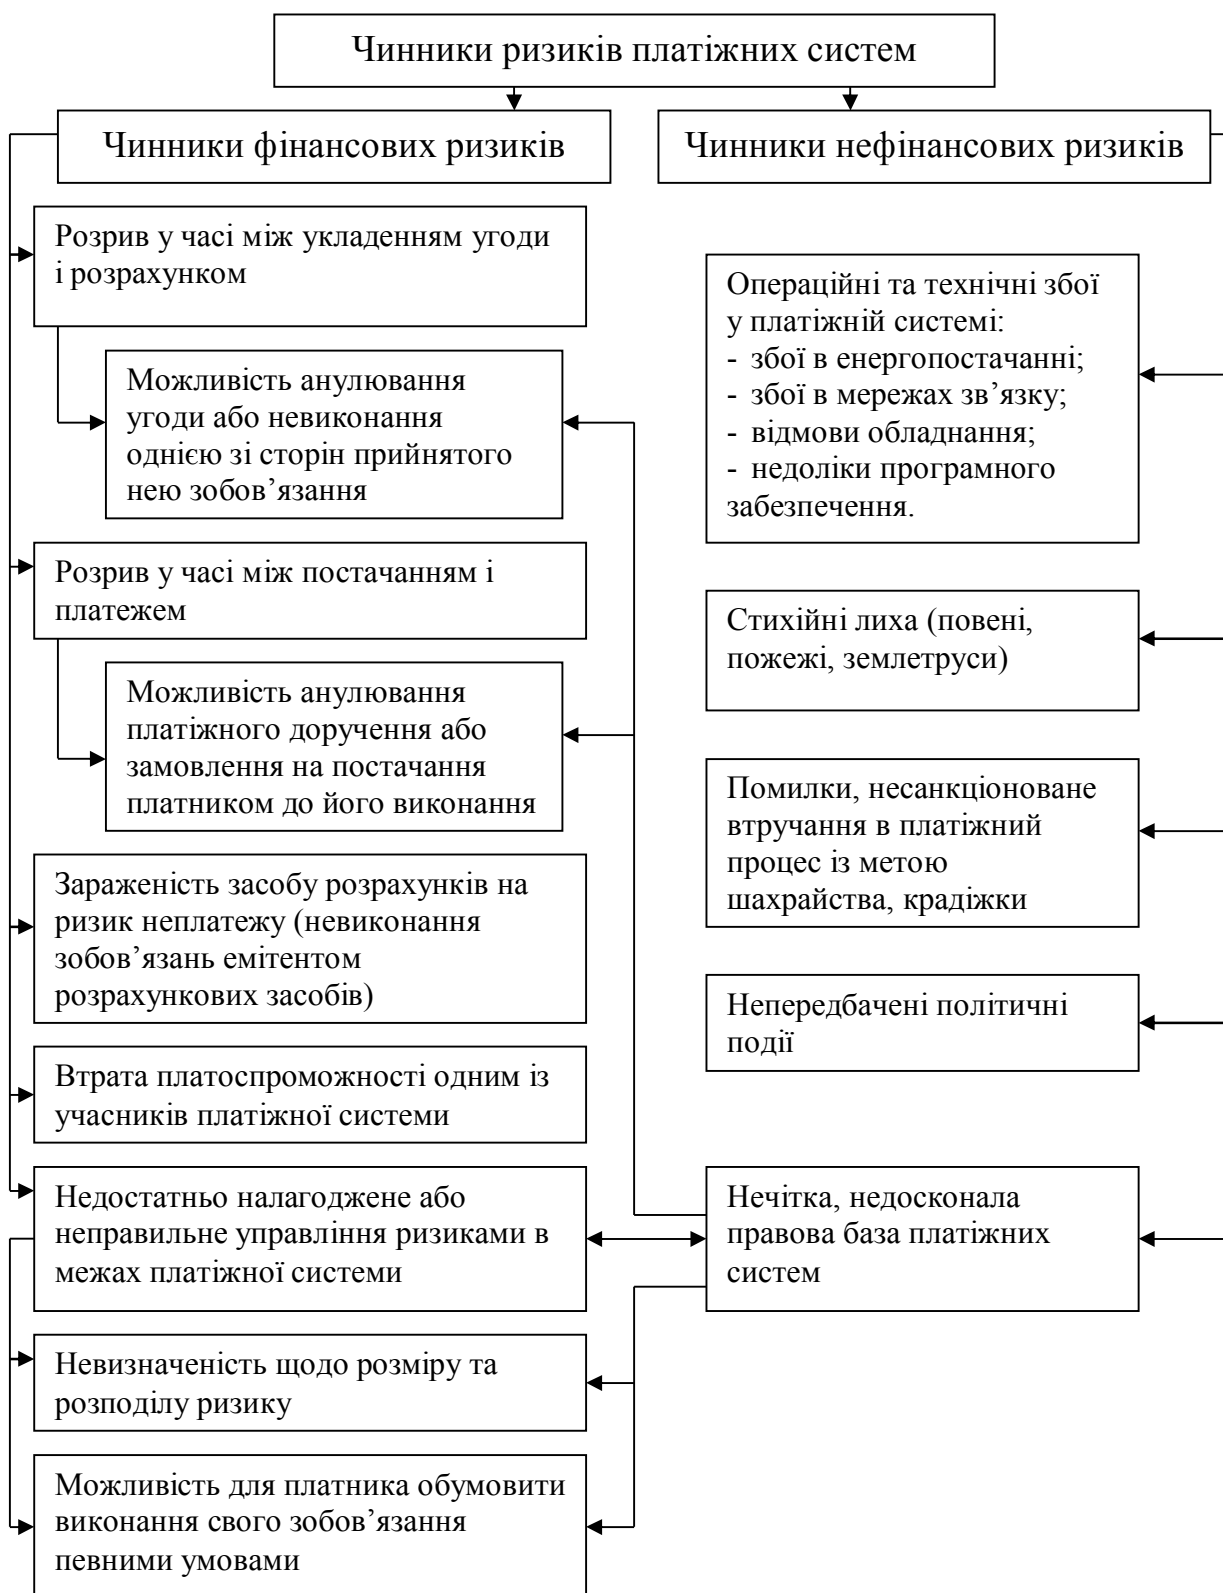 Чинники ризиків платіжних систем
Чинники фінансових ризиків
Чинники нефінансових ризиків
Розрив у часі між укладенням угоди
і розрахунком
Можливість анулювання
угоди або невиконання
однією зі сторін прийнятого
нею зобов’язання
Розрив у часі між постачанням і
платежем
Можливість анулювання
платіжного доручення або
замовлення на постачання
платником до його виконання
Зараженість засобу розрахунків на
ризик неплатежу (невиконання
зобов’язань емітентом
розрахункових засобів)
Втрата платоспроможності одним із
учасників платіжної системи
Недостатньо налагоджене або
неправильне управління ризиками в
межах платіжної системи
Невизначеність щодо розміру та
розподілу ризику
Можливість для платника обумовити
виконання свого зобов’язання
певними умовами
Операційні та технічні збої
у платіжній системі:
- збої в енергопостачанні;
- збої в мережах зв’язку;
- відмови обладнання;
- недоліки програмного
забезпечення.
Стихійні лиха (повені,
пожежі, землетруси)
Помилки, несанкціоноване
втручання в платіжний
процес із метою
шахрайства, крадіжки
Непередбачені політичні
події
Нечітка, недосконала
правова база платіжних
систем